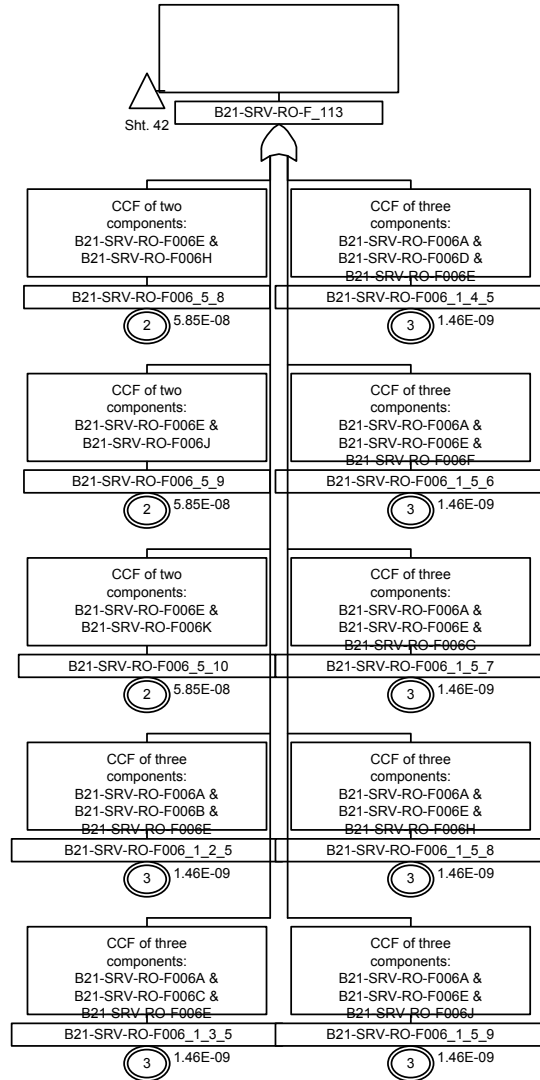 Sht. 42
B21-SRV-RO-F_113
CCF of two
components:
B21-SRV-RO-F006E &
B21-SRV-RO-F006H
B21-SRV-RO-F006_5_8
2
5.85E-08
CCF of three
components:
B21-SRV-RO-F006A &
B21-SRV-RO-F006D &
B21-SRV-RO-F006E
B21-SRV-RO-F006_1_4_5
3
1.46E-09
CCF of two
components:
B21-SRV-RO-F006E &
B21-SRV-RO-F006J
B21-SRV-RO-F006_5_9
2
5.85E-08
CCF of three
components:
B21-SRV-RO-F006A &
B21-SRV-RO-F006E &
B21-SRV-RO-F006F
B21-SRV-RO-F006_1_5_6
3
1.46E-09
CCF of two
components:
B21-SRV-RO-F006E &
B21-SRV-RO-F006K
B21-SRV-RO-F006_5_10
2
5.85E-08
CCF of three
components:
B21-SRV-RO-F006A &
B21-SRV-RO-F006E &
B21-SRV-RO-F006G
B21-SRV-RO-F006_1_5_7
3
1.46E-09
CCF of three
components:
B21-SRV-RO-F006A &
B21-SRV-RO-F006B &
B21-SRV-RO-F006E
B21-SRV-RO-F006_1_2_5
3
1.46E-09
CCF of three
components:
B21-SRV-RO-F006A &
B21-SRV-RO-F006E &
B21-SRV-RO-F006H
B21-SRV-RO-F006_1_5_8
3
1.46E-09
CCF of three
components:
B21-SRV-RO-F006A &
B21-SRV-RO-F006C &
B21-SRV-RO-F006E
B21-SRV-RO-F006_1_3_5
3
1.46E-09
CCF of three
components:
B21-SRV-RO-F006A &
B21-SRV-RO-F006E &
B21-SRV-RO-F006J
B21-SRV-RO-F006_1_5_9
3
1.46E-09